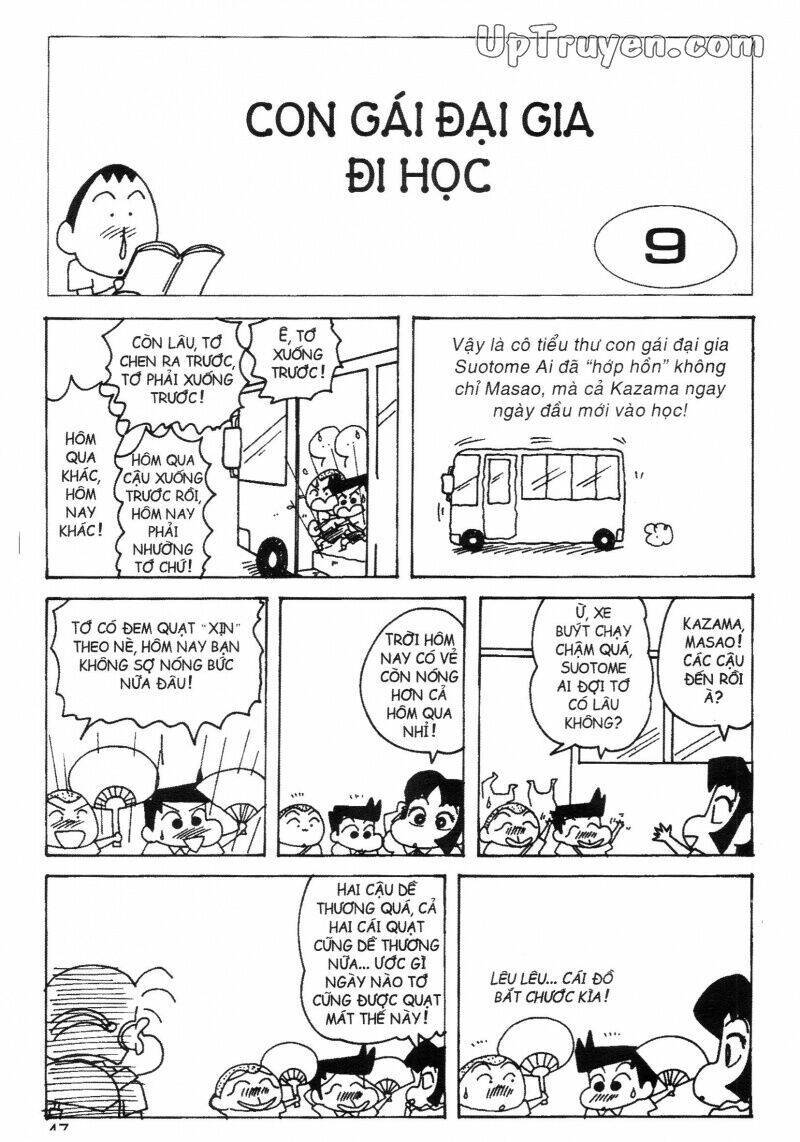 UpTruyen.com
CON GÁI ĐẠI GIA
ĐI HỌC
9
Vậy là cô tiểu thư con gái đại gia
Suotome Ai đã “hớp hồn” không
chỉ Masao, mà cả Kazama ngay
ngày đầu mới vào học!
Ê, TỚ
XUỐNG
TRƯỚC!
CÒN LÂU, TỚ
CHEN RA TRƯỚC,
TỚ PHẢI XUỐNG
TRƯỚC!
HÔM QUA
CẬU XUỐNG
TRƯỚC RỒI,
HÔM NAY
PHẢI
NHƯỜNG
TỚ CHỨ!
HÔM
QUA
KHÁC,
HÔM
NAY
KHÁC!
KAZAMA,
MASAO!
CÁC CẬU
ĐẾN RỒI
À?
Ừ, XE
BUÝT CHẠY
CHẬM QUÁ,
SUOTOME
AI ĐỢI TỚ
CÓ LÂU
KHÔNG?
TRỜI HÔM
NAY CÓ VẺ
CÒN NÓNG
HƠN CẢ
HÔM QUA
NHỈ!
TỚ CÓ ĐEM QUẠT “XỊN”
THEO NÈ, HÔM NAY BẠN
KHÔNG SỢ NÓNG BỨC
NỮA ĐÂU!
LÊU LÊU... CÁI ĐỒ
BẮT CHƯỚC KÌA!
HAI CẬU DỄ
THƯƠNG QUÁ, CẢ
HAI CÁI QUẠT
CŨNG DỄ THƯƠNG
NỮA... ƯỚC GÌ
NGÀY NÀO TỚ
CŨNG ĐƯỢC QUẠT
MÁT THẾ NÀY!